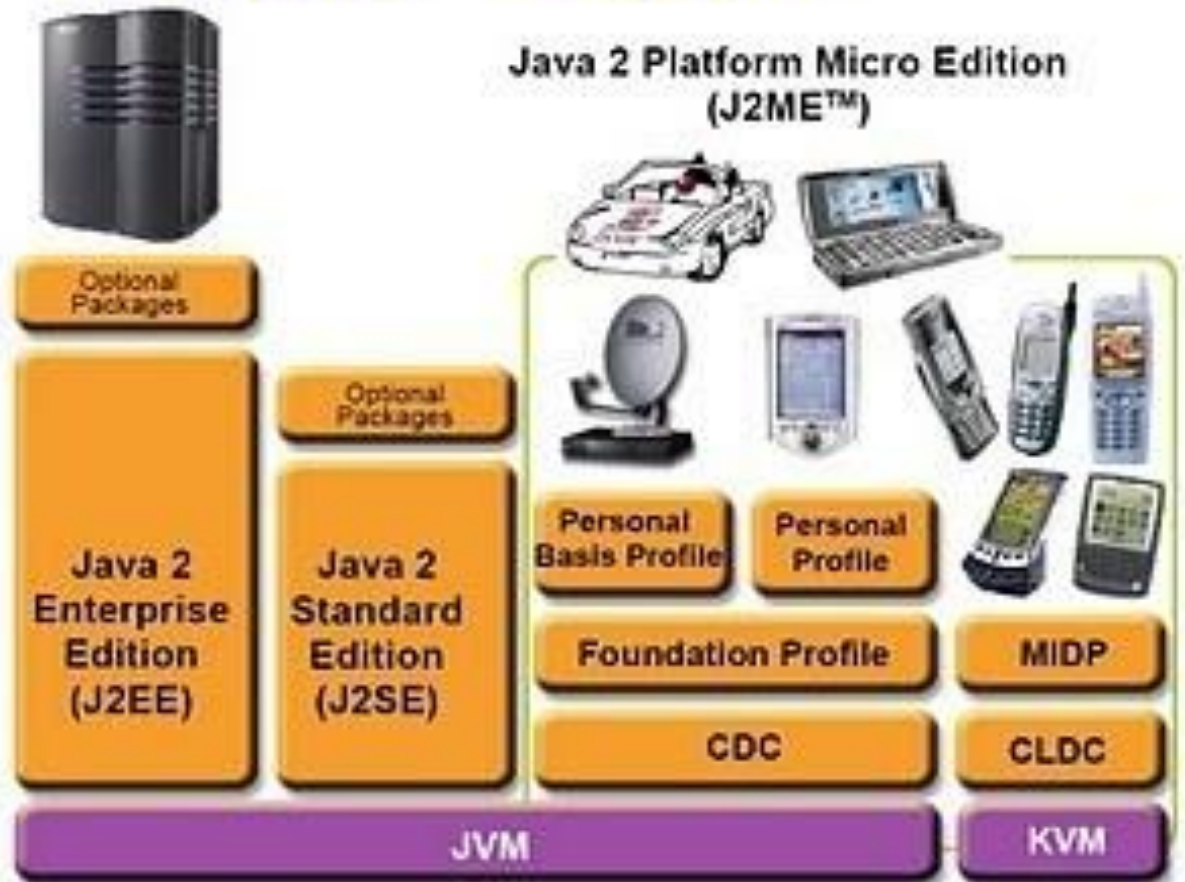 Java 2 Platform Micro Edition
(J2ME™)
Optional
Packages
Optional
Packages
Java 2
Enterprise
Edition
(J2EE)
Java 2
Standard
Edition
(J2SE)
Personal
Basis Profile
Personal
Profile
Foundation Profile
MIDP
CDC
CLDC
JVM
KVM